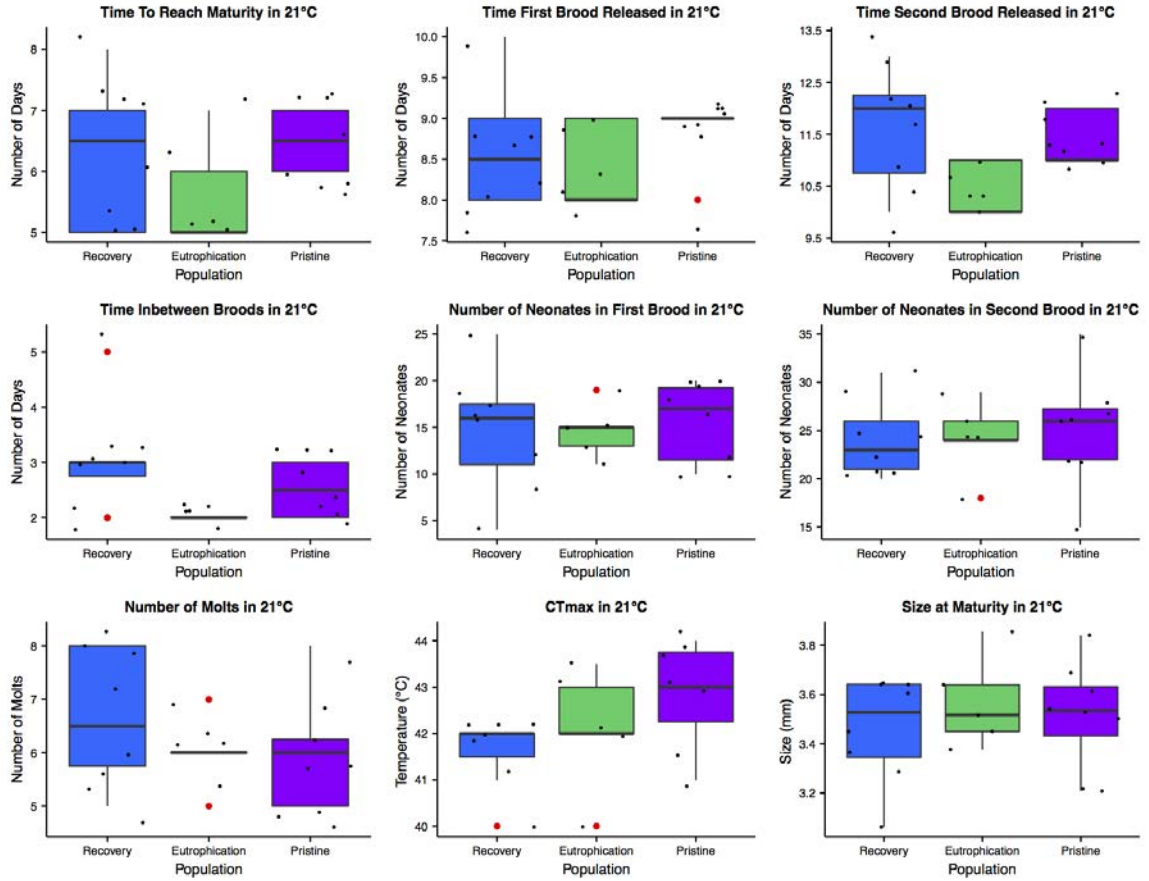 Time To Reach Maturity in 21°C
Number of Days
8
7
6
5
Recovery Eutrophication Pristine
Population
Time First Brood Released in 21°C
Number of Days
10.0
9.5
9.0
8.5
8.0
7.5
Recovery Eutrophication Pristine
Population
Time Second Brood Released in 21°C
Number of Days
13.5
12.5
11.5
10.5
9.5
Recovery Eutrophication Pristine
Population
Time Inbetween Broods in 21°C
Number of Days
5
4
3
2
Recovery Eutrophication Pristine
Population
Number of Neonates in First Brood in 21°C
Number of Neonates
25
20
15
10
5
Recovery Eutrophication Pristine
Population
Number of Neonates in Second Brood in 21°C
Number of Neonates
35
30
25
20
15
Recovery Eutrophication Pristine
Population
Number of Molts in 21°C
Number of Molts
8
7
6
5
Recovery Eutrophication Pristine
Population
CTmax in 21°C
Temperature (°C)
44
43
42
41
40
Recovery Eutrophication Pristine
Population
Size at Maturity in 21°C
Size (mm)
3.8
3.6
3.4
3.2
Recovery Eutrophication Pristine
Population